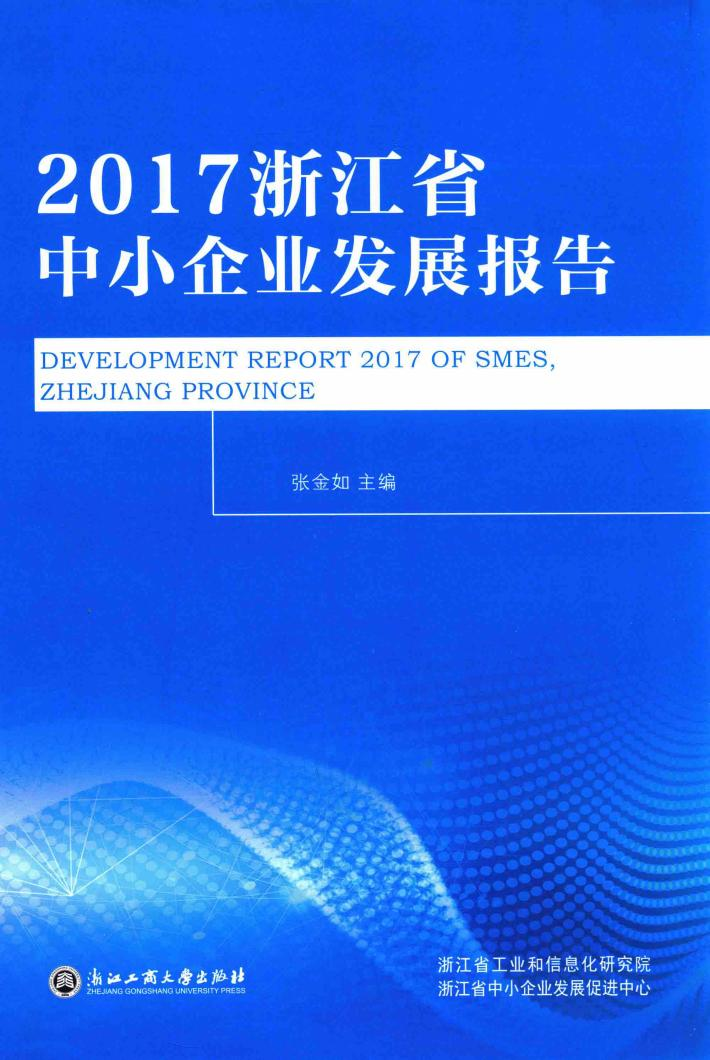 2017浙江省
中小企业发展报告
DEVELOPMENT REPORT 2017 OF SMES,
ZHEJIANG PROVINCE
张金如 主编
浙江工商大学出版社
ZHEJIANG GONGSHANG UNIVERSITY PRESS
浙江省工业和信息化研究院
浙江省中小企业发展促进中心